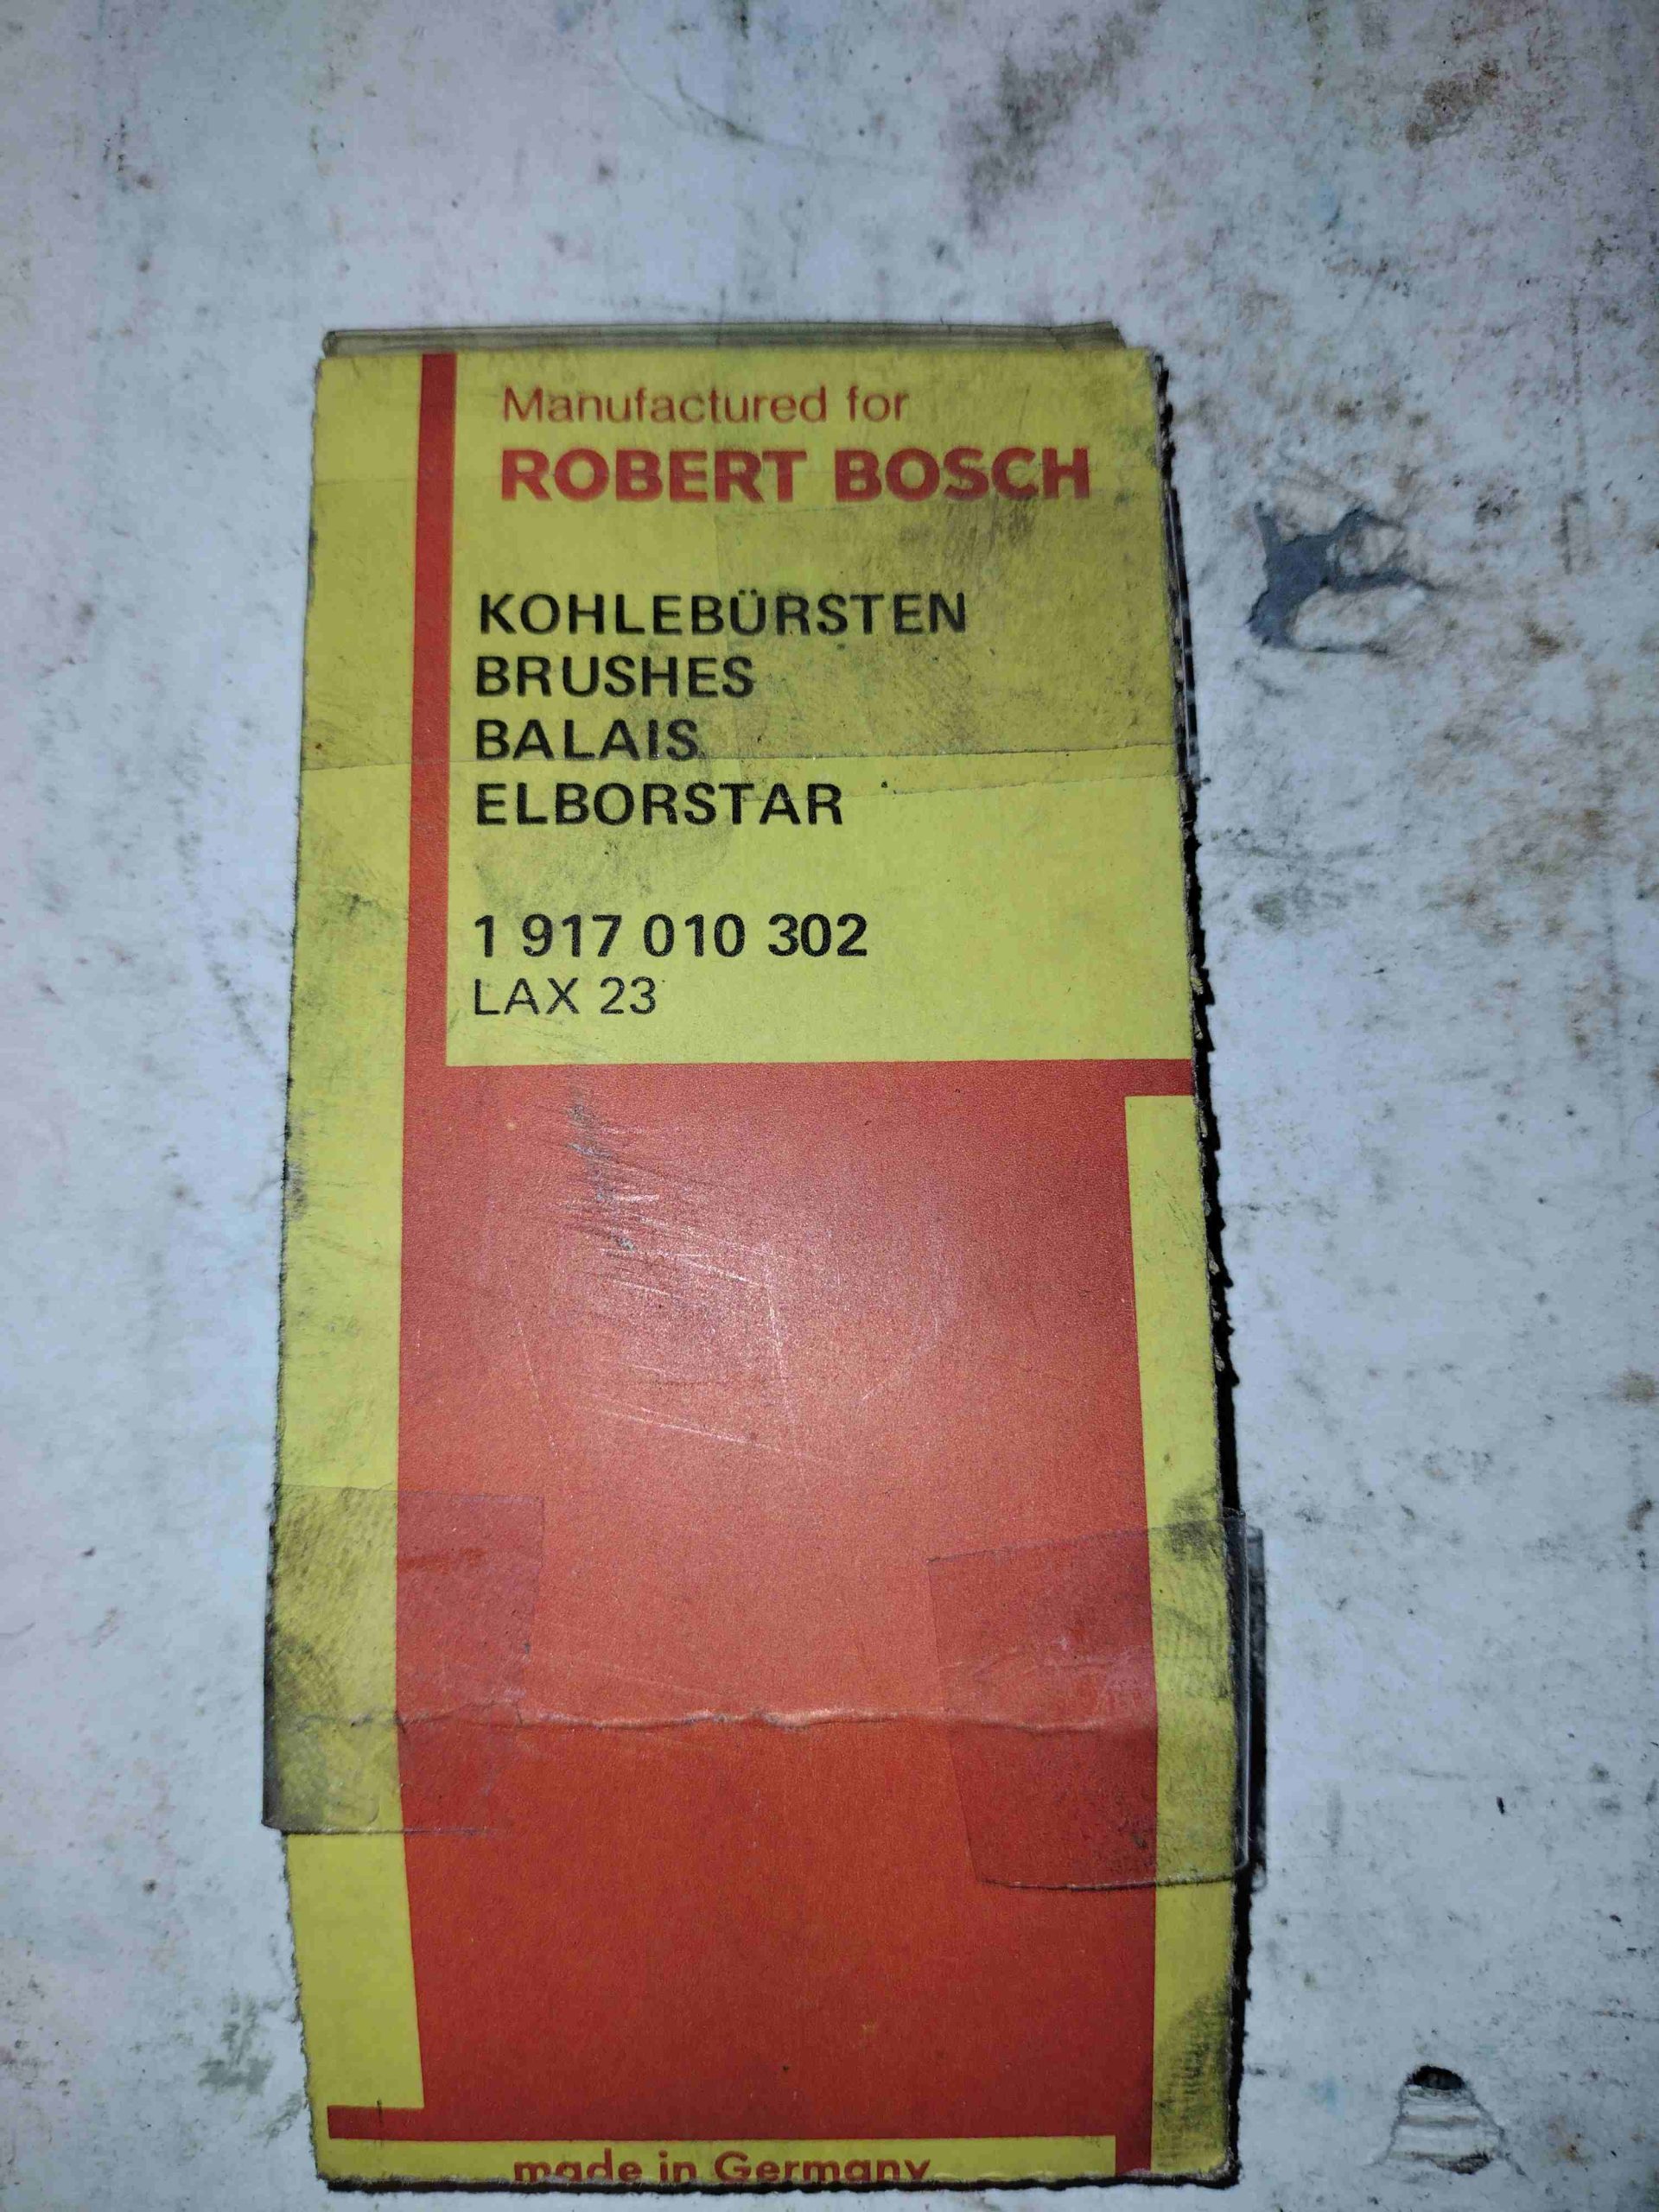 Manufactured for
ROBERT BOSCH
KOHLEBÜRSTEN
BRUSHES
BALAIS
ELBORSTAR
1 917 010 302
LAX 23
made in Germany